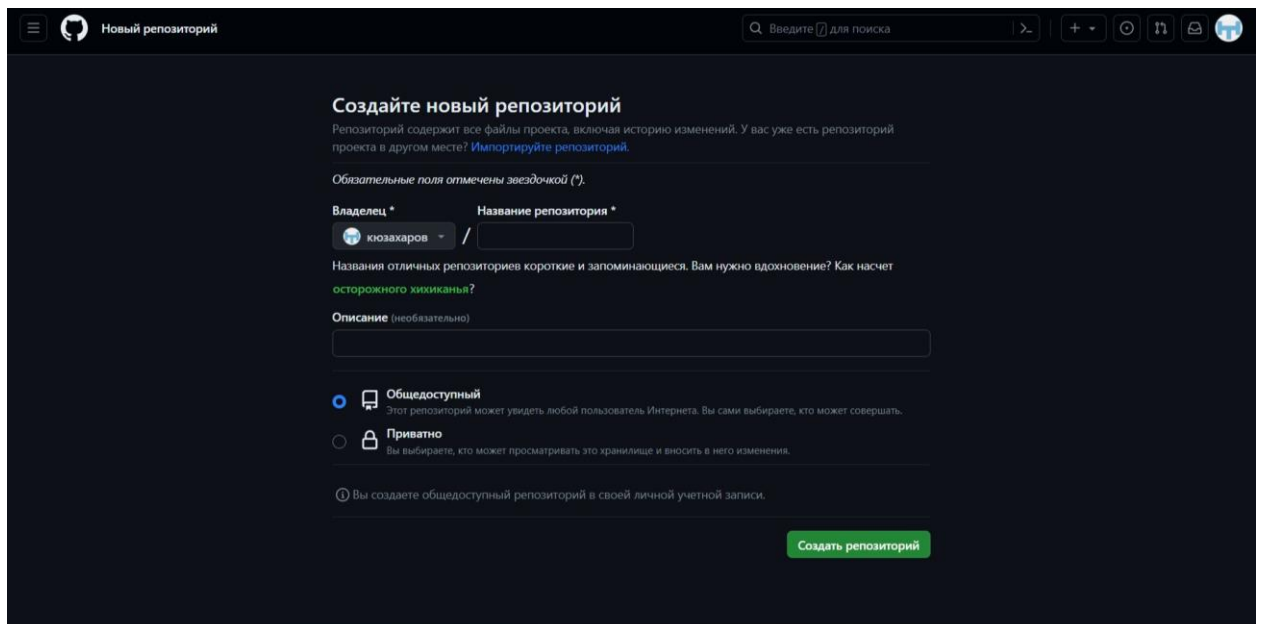 Новый репозиторий
Введите / для поиска
Создайте новый репозиторий
Репозиторий содержит все файлы проекта, включая историю изменений. У вас уже есть репозиторий
проекта в другом месте? Импортируйте репозиторий.
Обязательные поля отмечены звездочкой (*).
Владелец * Название репозитория *
кюзахаров /
Названия отличных репозиториев короткие и запоминающиеся. Вам нужно вдохновение? Как насчет
осторожного хихиканья?
Описание (необязательно)
Общедоступный
Этот репозиторий может увидеть любой пользователь Интернета. Вы сами выбираете, кто может совершать.
Приватно
Вы выбираете, кто может просматривать это хранилище и вносить в него изменения.
Вы создаете общедоступный репозиторий в своей личной учетной записи.
Создать репозиторий